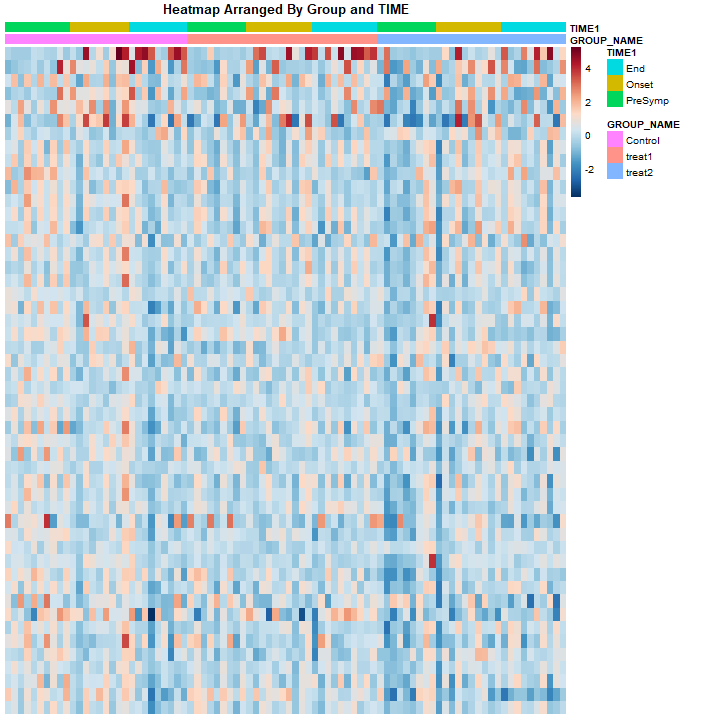 Heatmap Arranged By Group and TIME
TIME1
GROUP_NAME
TIME1
End
Onset
PreSymp
GROUP_NAME
Control
treat1
treat2
4
2
0
-2